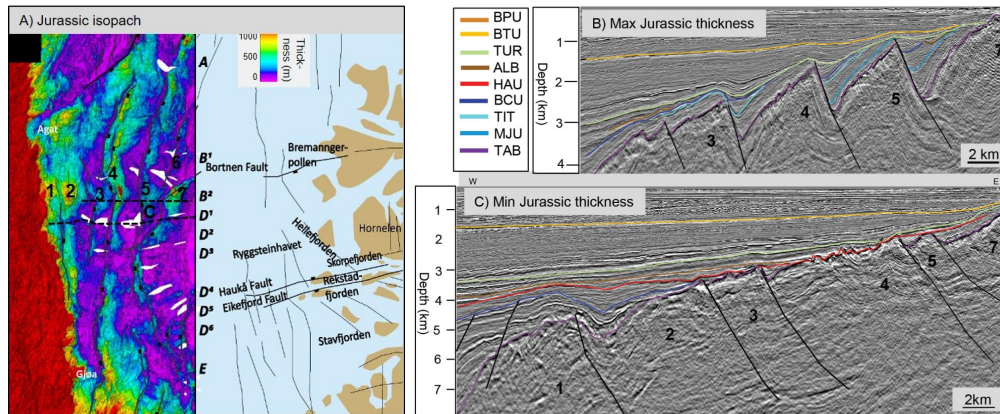 A) Jurassic isopach
1000
500
0
Thick-
ness (m)
Agat
Gjøa
1
2
3
4
5
6
7
C
A
B¹
B²
D¹
D²
D³
D⁴
D⁵
D⁶
E
Bortnen Fault
Bremanger-
pollen
Hornelen
Heilefjorden
Ryggsteinhavet
Skorpefjorden
Haukå Fault
Rekstad-
fjorden
Eikefjord Fault
Stavfjorden
BPU
BTU
TUR
ALB
HAU
BCU
TIT
MJU
TAB
B) Max Jurassic thickness
Depth (km)
1
2
3
4
3
4
5
7
2 km
W
E
C) Min Jurassic thickness
Depth (km)
1
2
3
4
5
6
7
1
2
3
4
5
7
2km